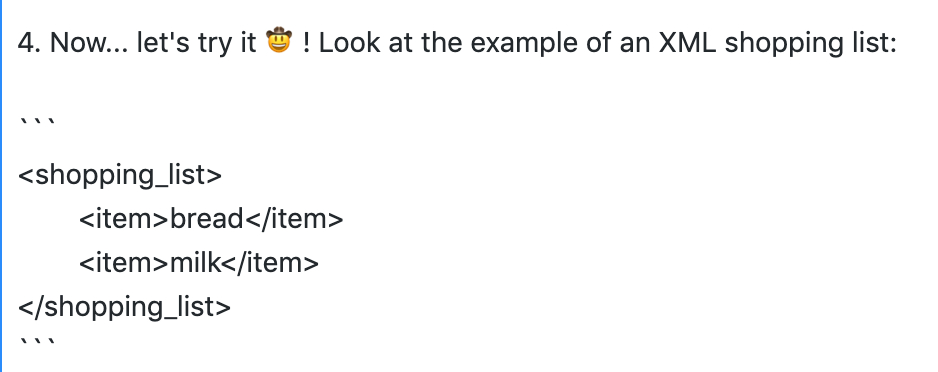 4. Now... let's try it 🤠 ! Look at the example of an XML shopping list:
```
<shopping_list>
    <item>bread</item>
    <item>milk</item>
</shopping_list>
```